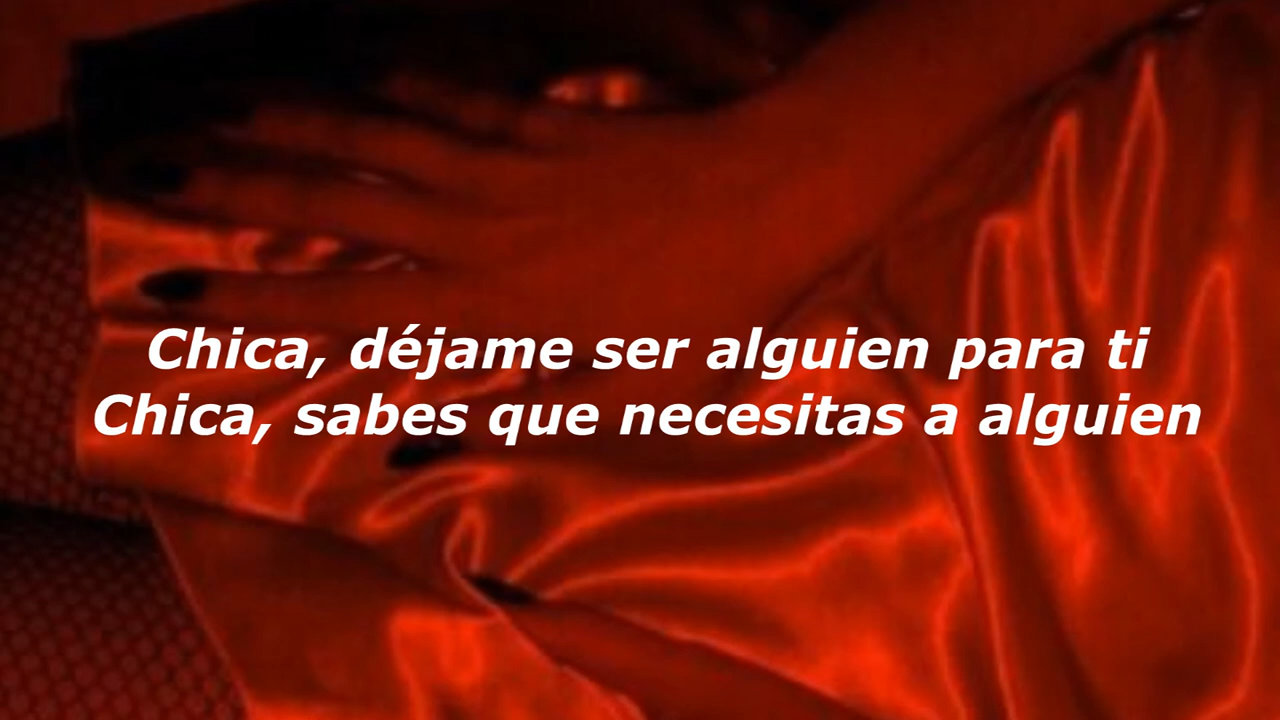 Chica, déjame ser alguien para ti
Chica, sabes que necesitas a alguien